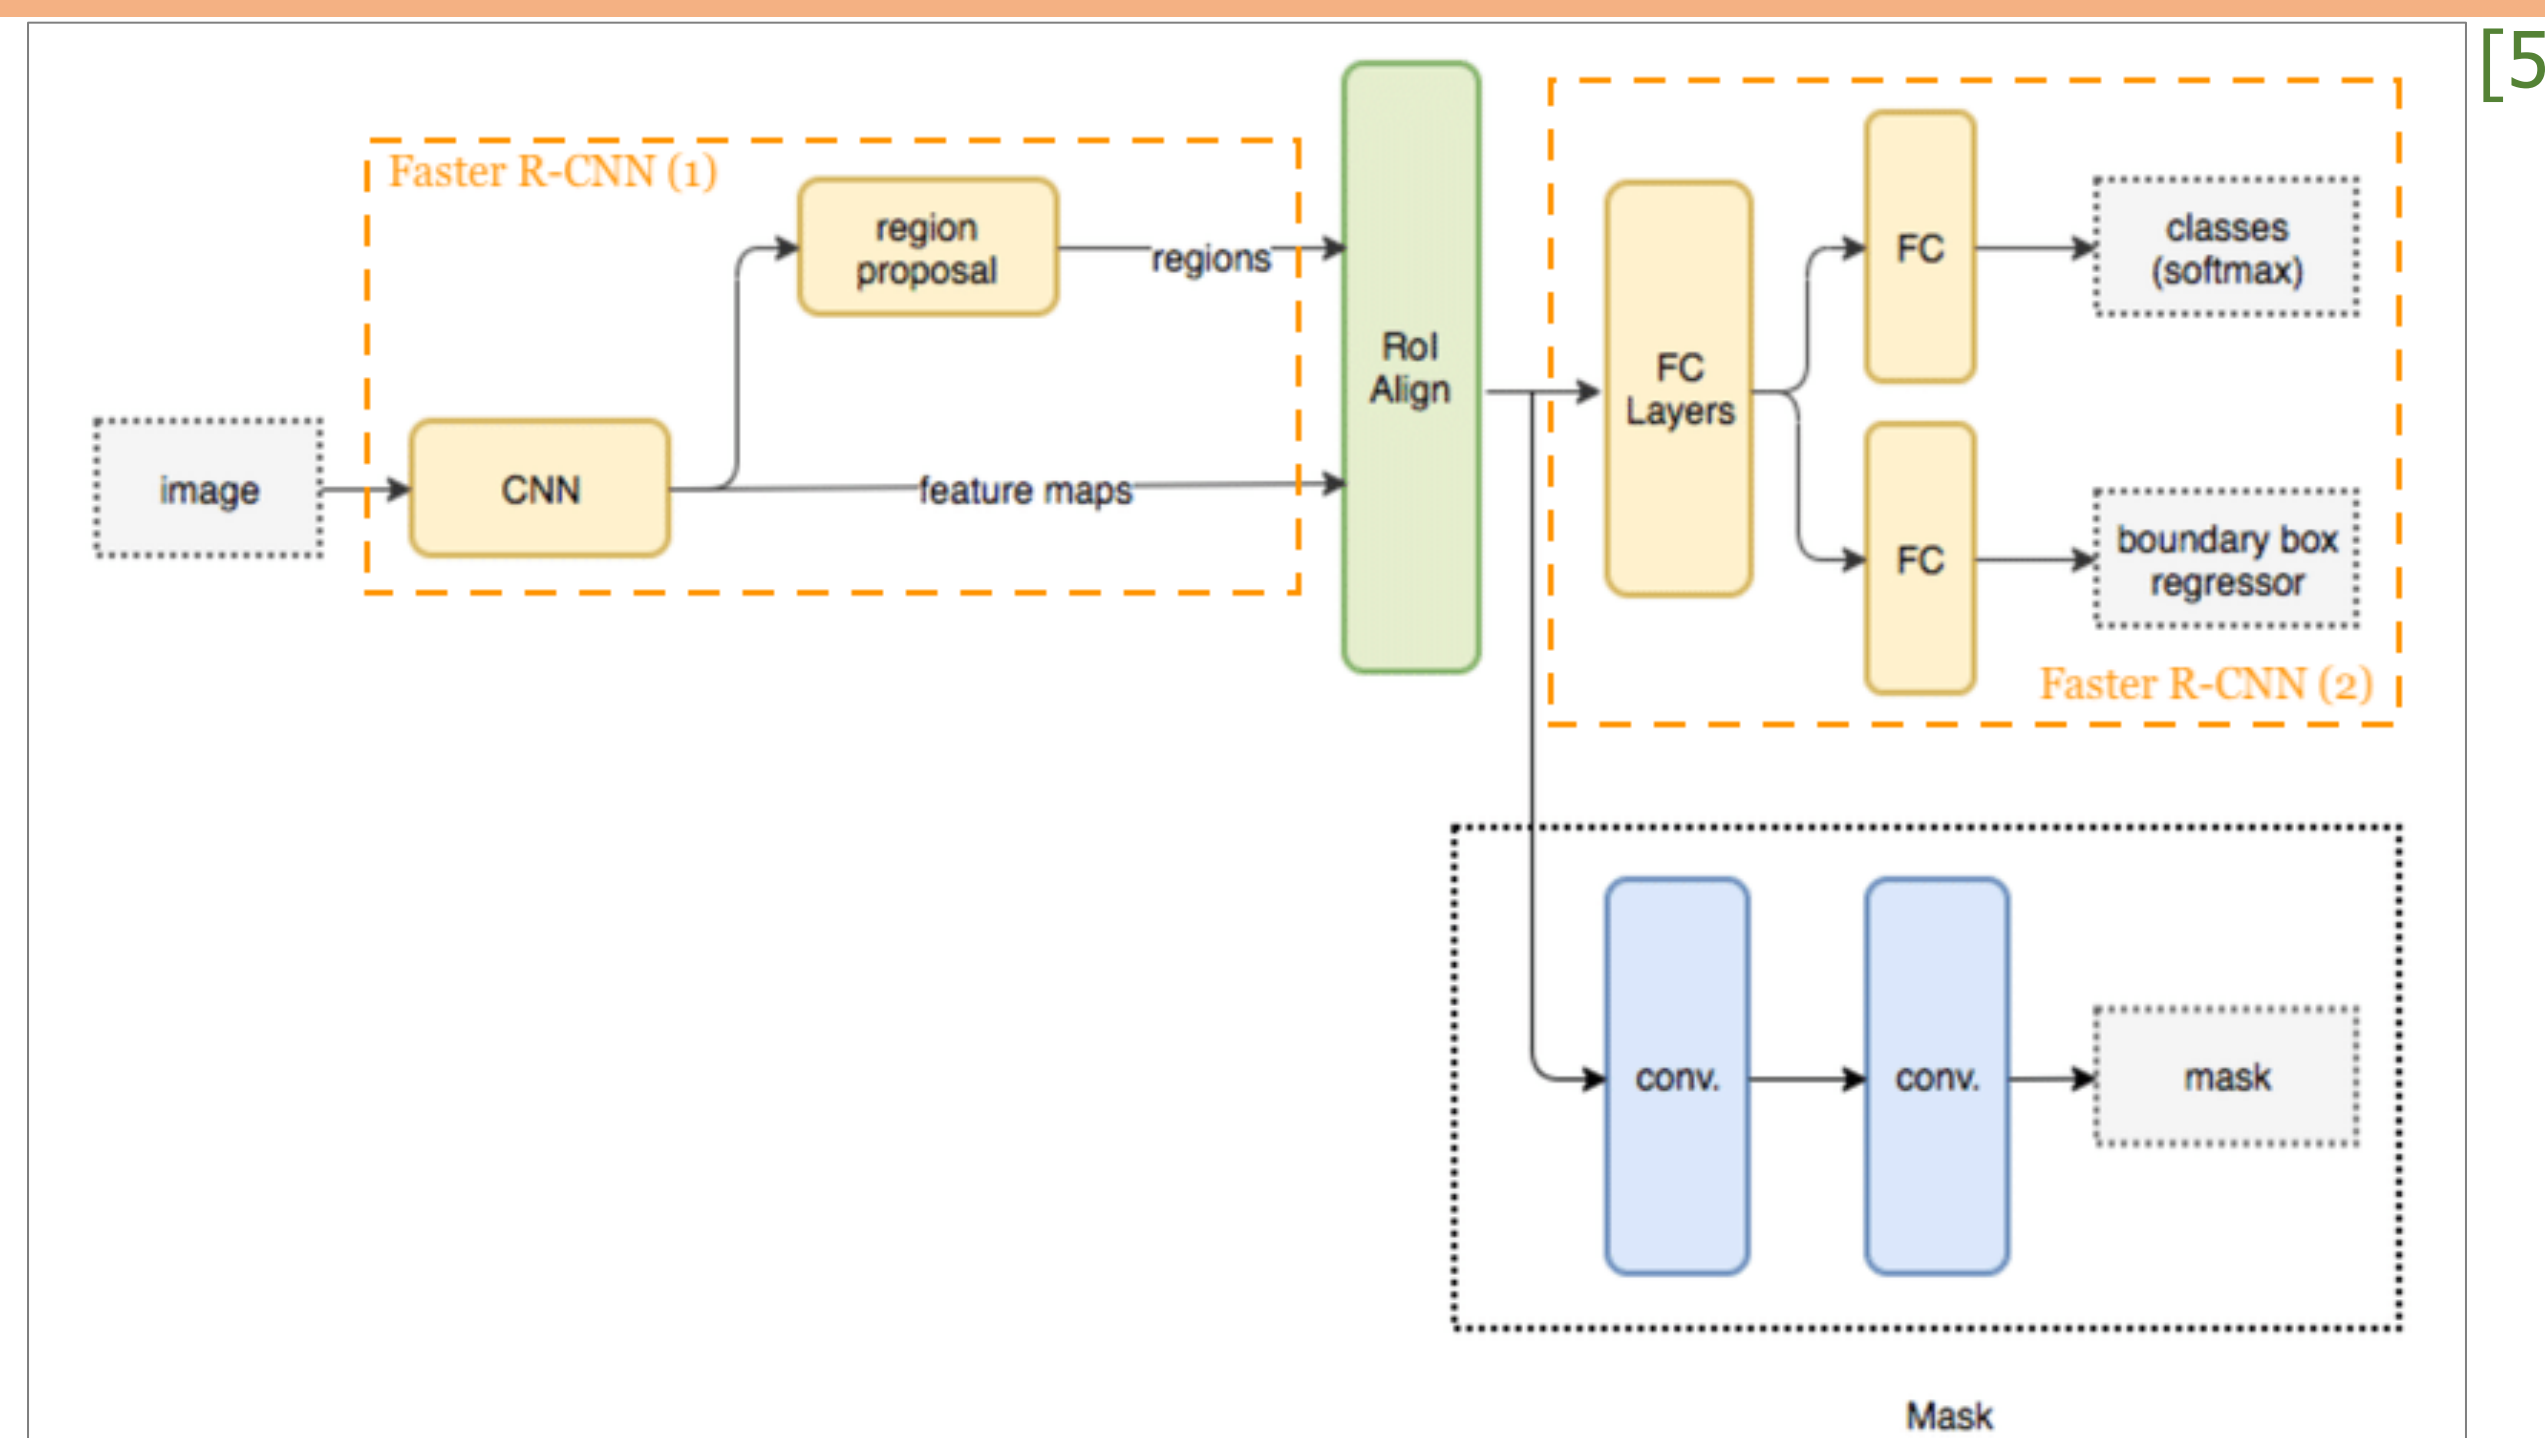 [5
Faster R-CNN (1)
region
proposal
regions
image
CNN
feature maps
RoI
Align
FC
Layers
FC
classes
(softmax)
FC
boundary box
regressor
Faster R-CNN (2)
conv.
conv.
mask
Mask